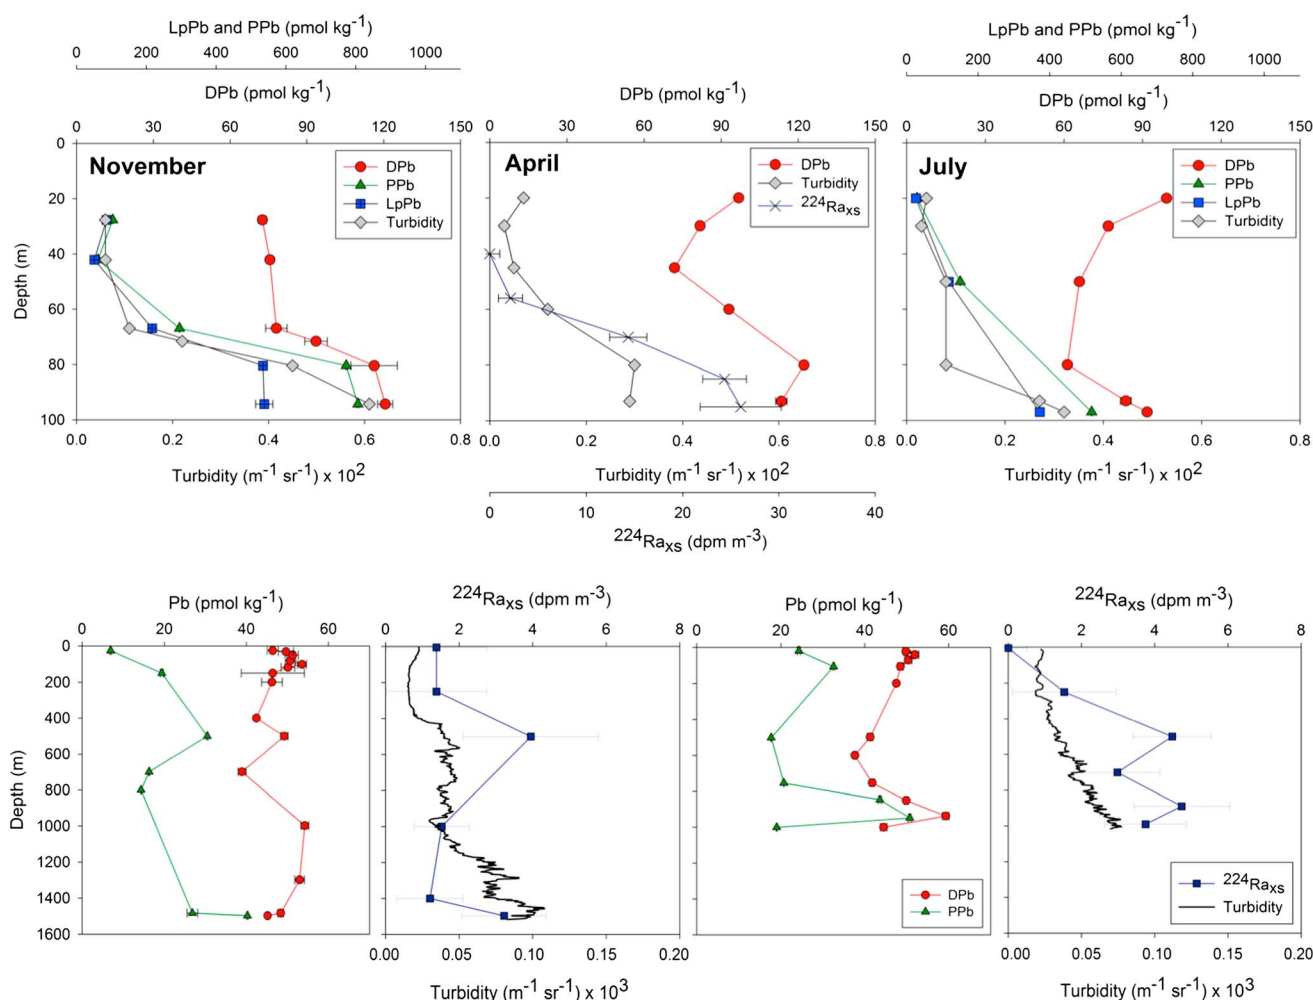 LpPb and PPb (pmol kg-1)
0 200 400 600 800 1000
DPb (pmol kg-1)
0 30 60 90 120 150
November
DPb
PPb
LpPb
Turbidity
Depth (m)
0
20
40
60
80
100
0.2 0.4 0.6 0.8
Turbidity (m-1 sr-1) x 102
DPb (pmol kg-1)
0 30 60 90 120 150
April
DPb
Turbidity
224Raxs
0.0 0.2 0.4 0.6 0.8
Turbidity (m-1 sr-1) x 102
0 10 20 30 40
224Raxs (dpm m-3)
LpPb and PPb (pmol kg-1)
0 200 400 600 800 1000
DPb (pmol kg-1)
0 30 60 90 120 150
July
DPb
PPb
LpPb
Turbidity
0.0 0.2 0.4 0.6 0.8
Turbidity (m-1 sr-1) x 102
Pb (pmol kg-1)
0 20 40 60
Depth (m)
0
200
400
600
800
1000
1200
1400
1600
224Raxs (dpm m-3)
0 2 4 6 8
0.00 0.05 0.10 0.15 0.20
Turbidity (m-1 sr-1) x 103
Pb (pmol kg-1)
0 20 40 60
DPb
PPb
224Raxs (dpm m-3)
0 2 4 6 8
224Raxs
Turbidity
0.00 0.05 0.10 0.15 0.20
Turbidity (m-1 sr-1) x 103